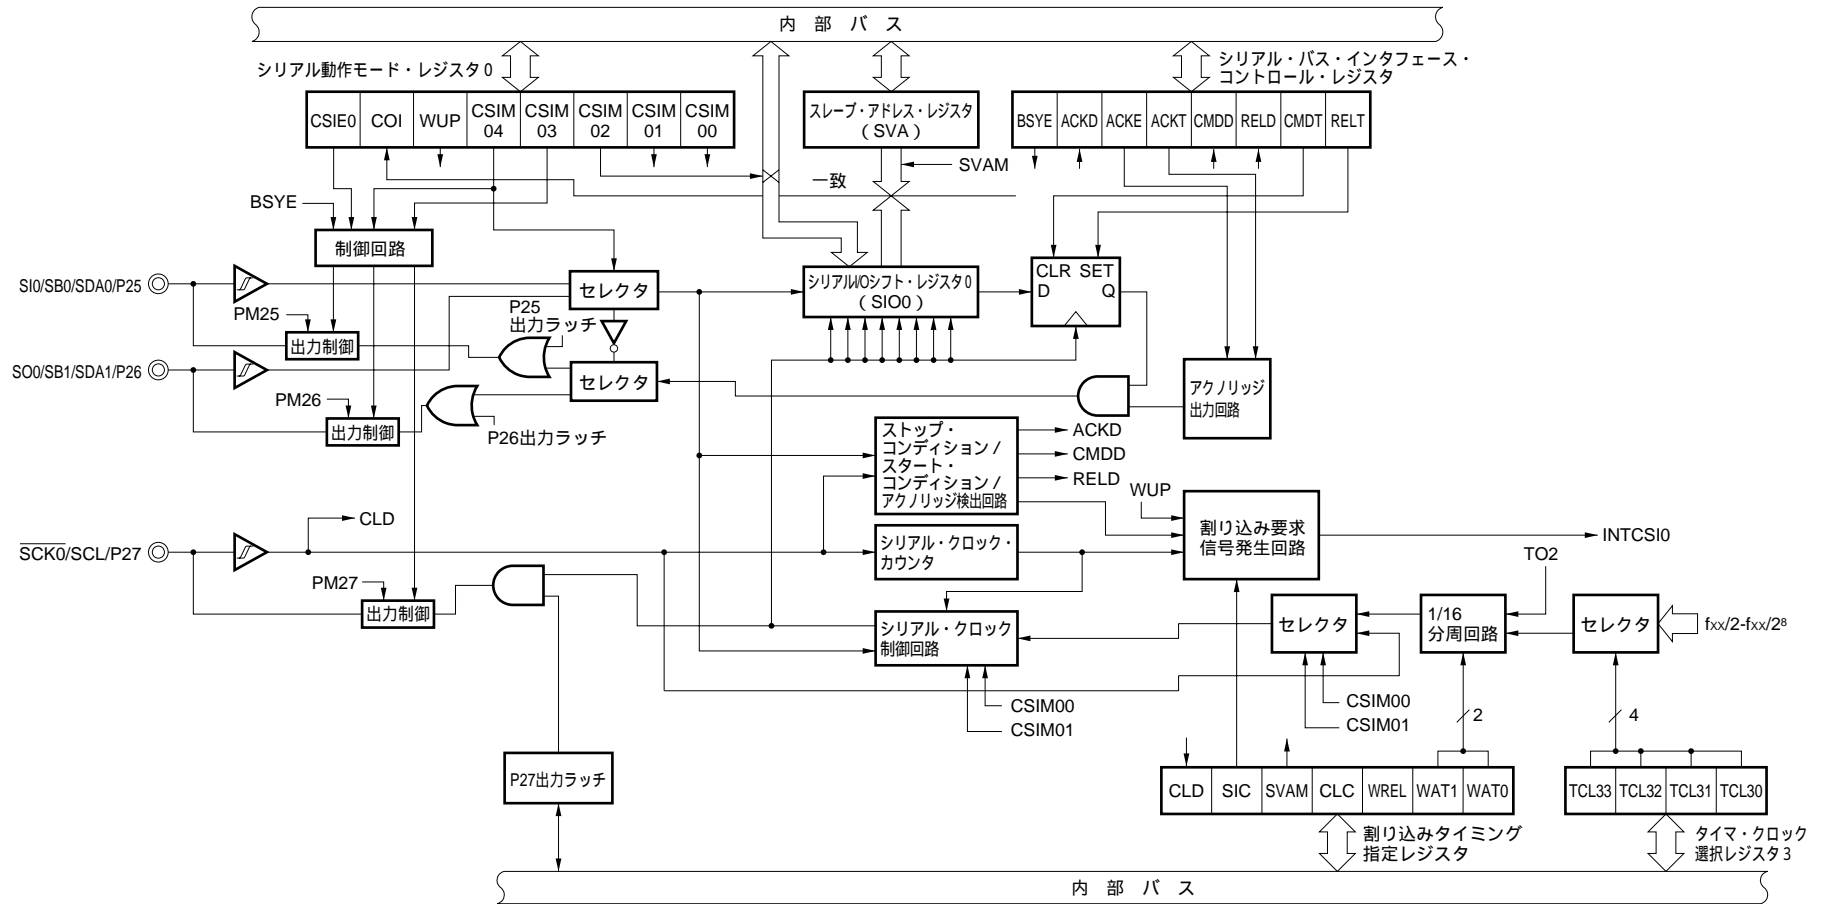 内 部 バ ス
シリアル動作モード・レジスタ0
シリアル・バス・インタフェース・
コントロール・レジスタ
CSIE0 COI WUP CSIM04 CSIM03 CSIM02 CSIM01 CSIM00
スレーブ・アドレス・レジスタ
(SVA)
BSYE ACKD ACKE ACKT CMDD RELD CMDT RELT
SVAM
一致
BSYE
制御回路
SI0/SB0/SDA0/P25
セレクタ
シリアルI/Oシフト・レジスタ0
(SIO0)
CLR SET
D Q
PM25
P25
出力ラッチ
出力制御
SO0/SB1/SDA1/P26
セレクタ
アクノリッジ
出力回路
PM26
出力制御
P26出力ラッチ
ストップ・
コンディション/
スタート・
コンディション/
アクノリッジ検出回路
ACKD
CMDD
RELD
WUP
CLD
SCK0/SCL/P27
シリアル・クロック・
カウンタ
割り込み要求
信号発生回路
INTCSI0
TO2
PM27
出力制御
シリアル・クロック
制御回路
セレクタ
1/16
分周回路
セレクタ
fxx/2-fxx/2⁸
CSIM00
CSIM01
CSIM00
CSIM01
2
4
P27出力ラッチ
CLD SIC SVAM CLC WREL WAT1 WAT0
TCL33 TCL32 TCL31 TCL30
割り込みタイミング
指定レジスタ
タイマ・クロック
選択レジスタ3
内 部 バ ス